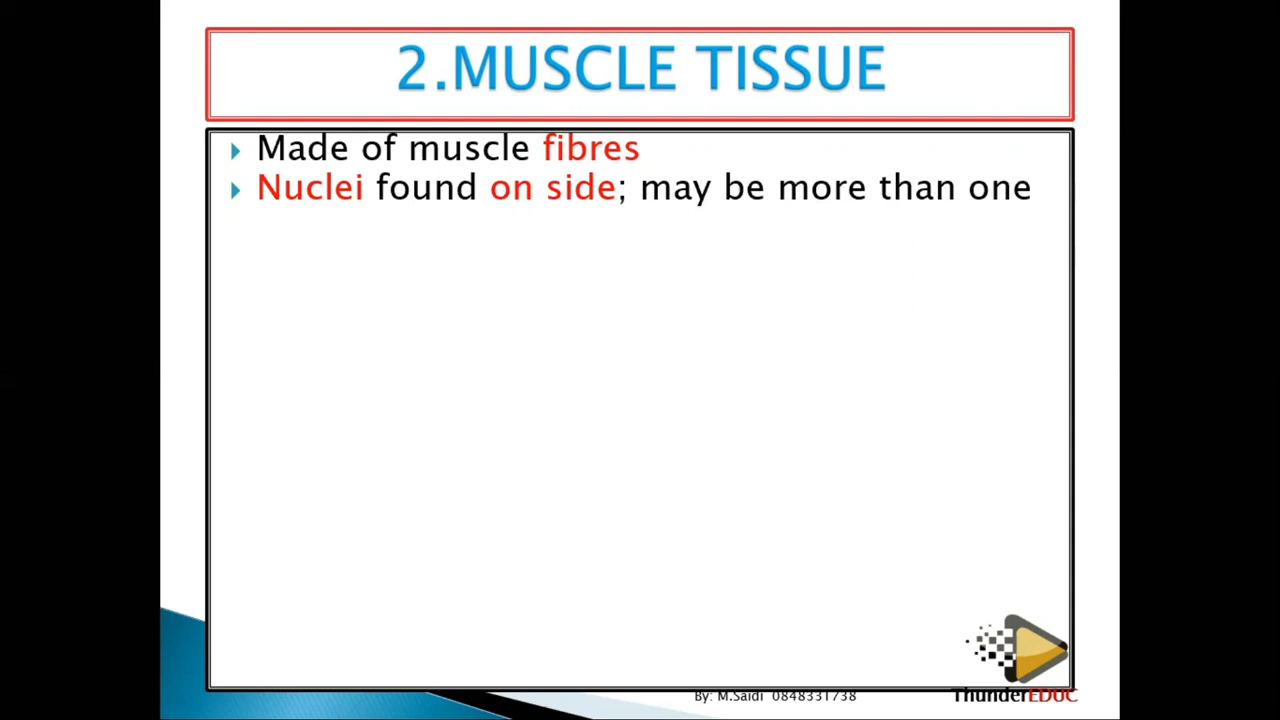 2.MUSCLE TISSUE
Made of muscle fibres
Nuclei found on side; may be more than one
By: M.Saidi 0848331738
ThunderEDUC